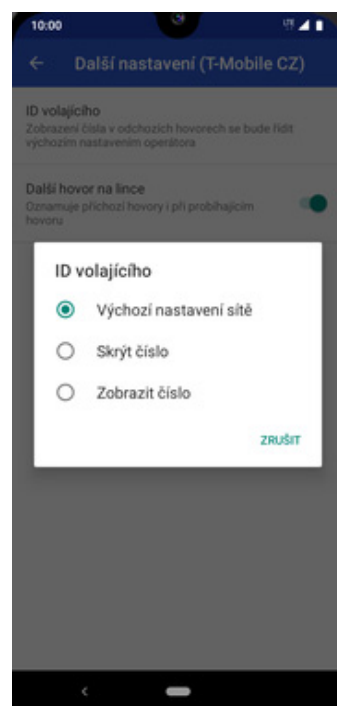 10:00
LTE
Další nastavení (T-Mobile CZ)
ID volajícího
Zobrazení čísla v odchozích hovorech se bude řídit
výchozím nastavením operátora
Další hovor na lince
Oznamuje příchozí hovory i při probíhajícím
hovoru
ID volajícího
Výchozí nastavení sítě
Skrýt číslo
Zobrazit číslo
ZRUŠIT